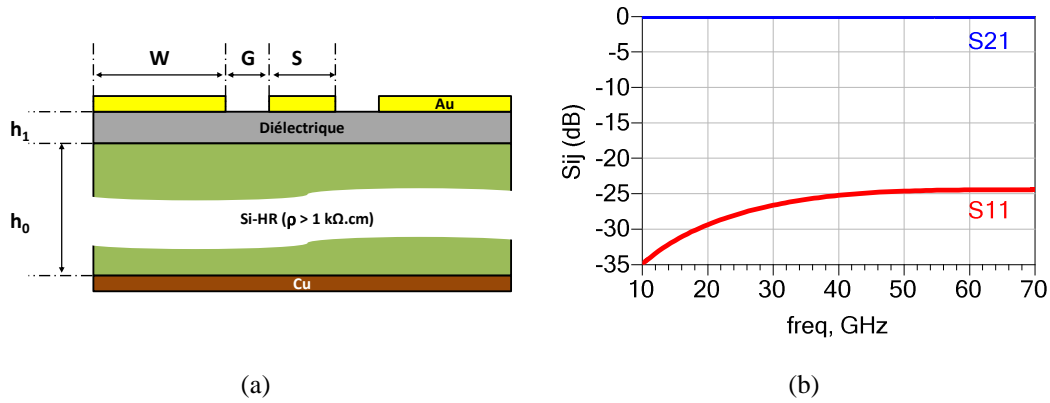 W G S
Au
h1
Diélectrique
h0
Si-HR (ρ > 1 kΩ.cm)
Cu
(a)
(b)
Sij (dB)
0
-5
-10
-15
-20
-25
-30
-35
S21
S11
10 20 30 40 50 60 70
freq, GHz